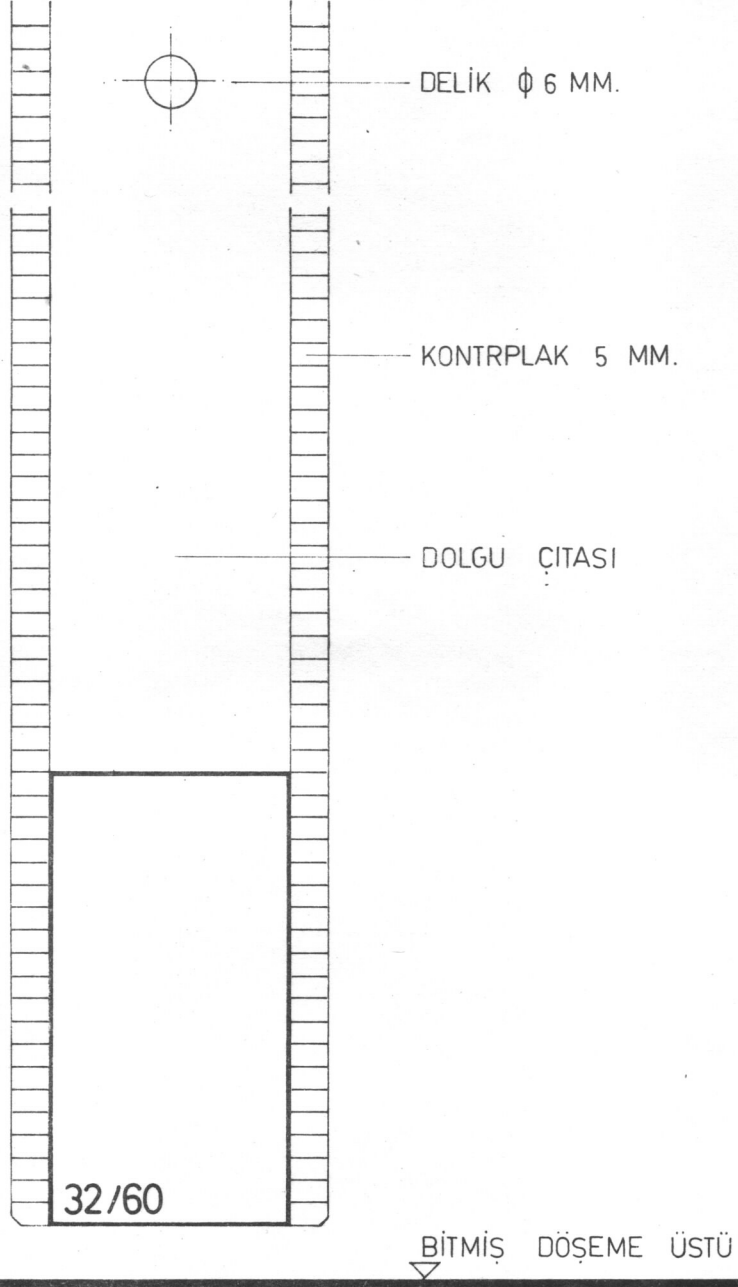 DELİK ϕ 6 MM.
KONTRPLAK 5 MM.
DOLGU ÇITASI
32/60
BİTMİŞ DÖŞEME ÜSTÜ